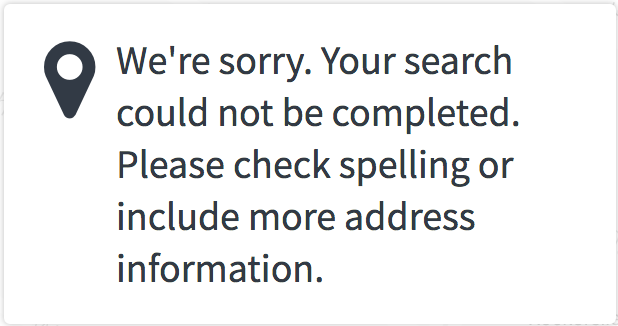 We're sorry. Your search
could not be completed.
Please check spelling or
include more address
information.